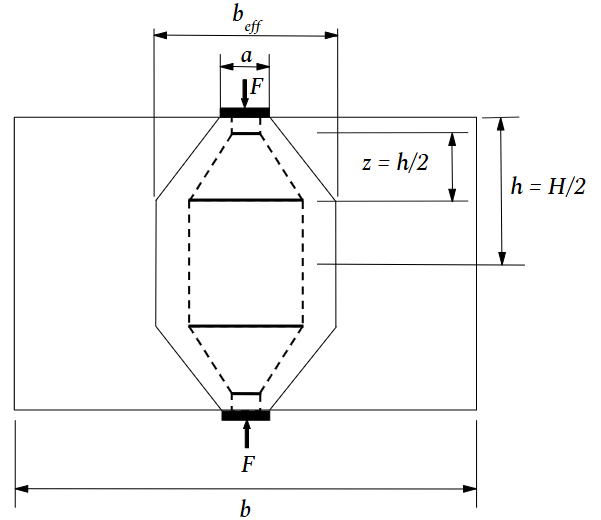 b_eff
a
F
z = h/2
h = H/2
F
b